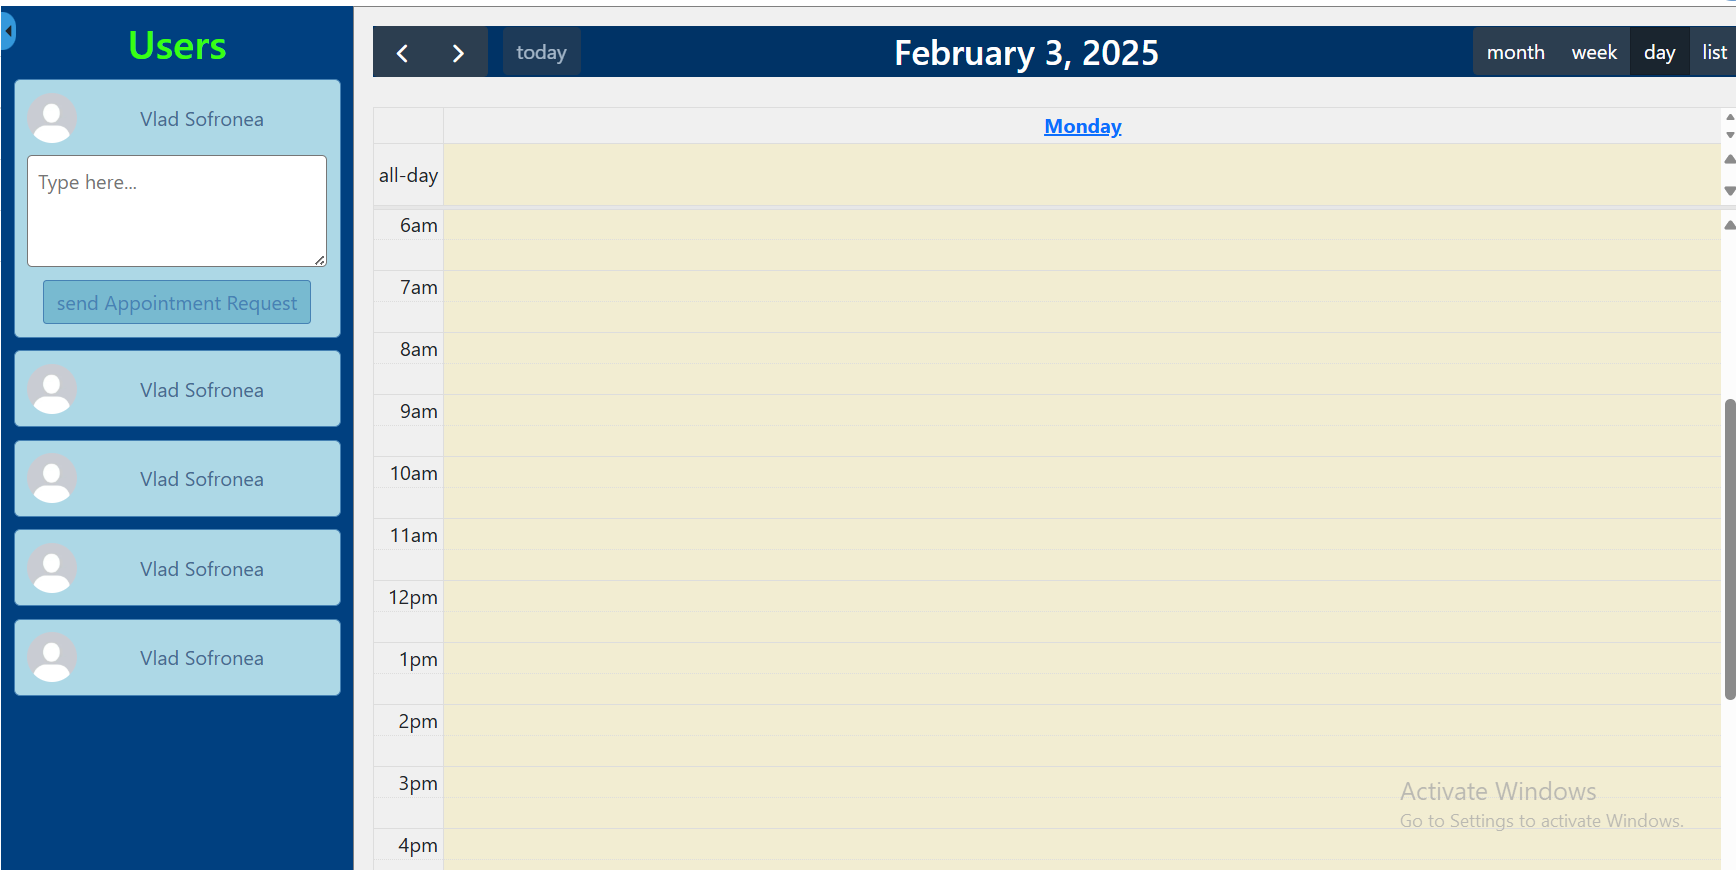 Users
Vlad Sofronea
Type here...
send Appointment Request
Vlad Sofronea
Vlad Sofronea
Vlad Sofronea
Vlad Sofronea
today
February 3, 2025
month week day list
Monday
all-day
6am
7am
8am
9am
10am
11am
12pm
1pm
2pm
3pm
4pm
Activate Windows
Go to Settings to activate Windows.